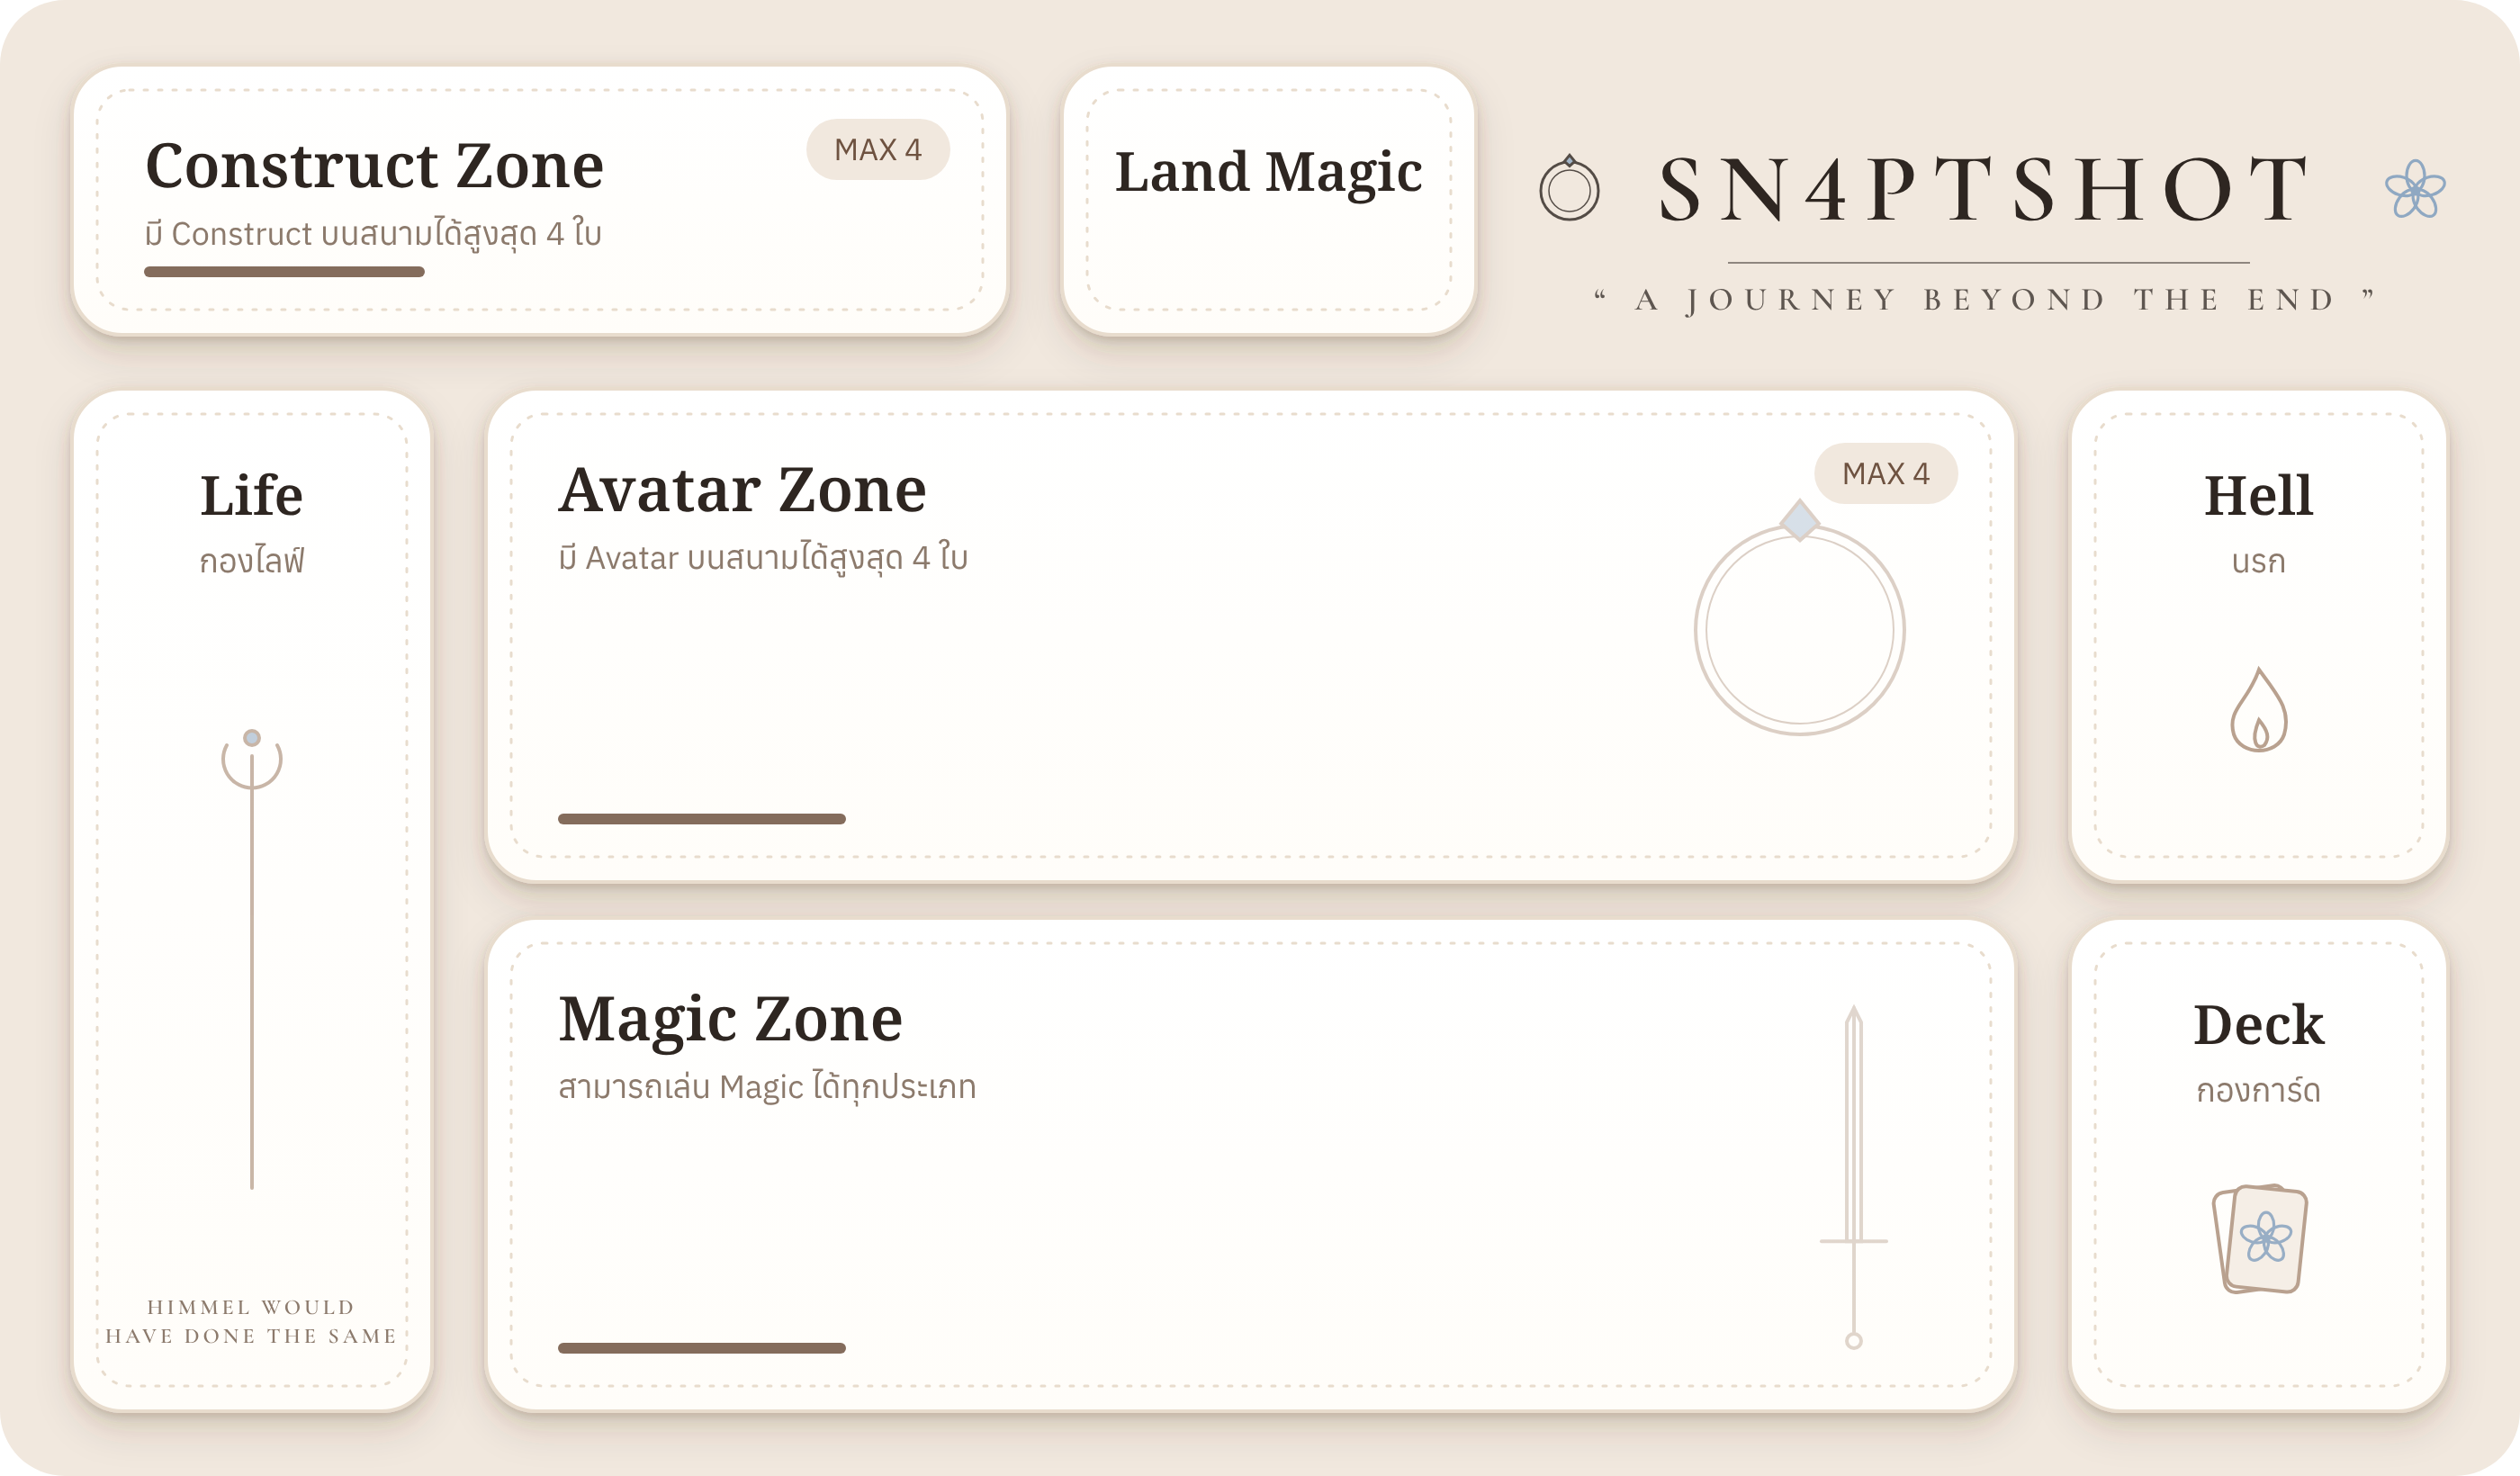 Construct Zone
MAX 4
มี Construct บนสนามได้สูงสุด 4 ใบ
Land Magic
SN4PTSHOT
“ A JOURNEY BEYOND THE END ”
Life
กองไลฟ์
HIMMEL WOULD
HAVE DONE THE SAME
Avatar Zone
MAX 4
มี Avatar บนสนามได้สูงสุด 4 ใบ
Hell
นรก
Magic Zone
สามารถเล่น Magic ได้ทุกประเภท
Deck
กองการ์ด